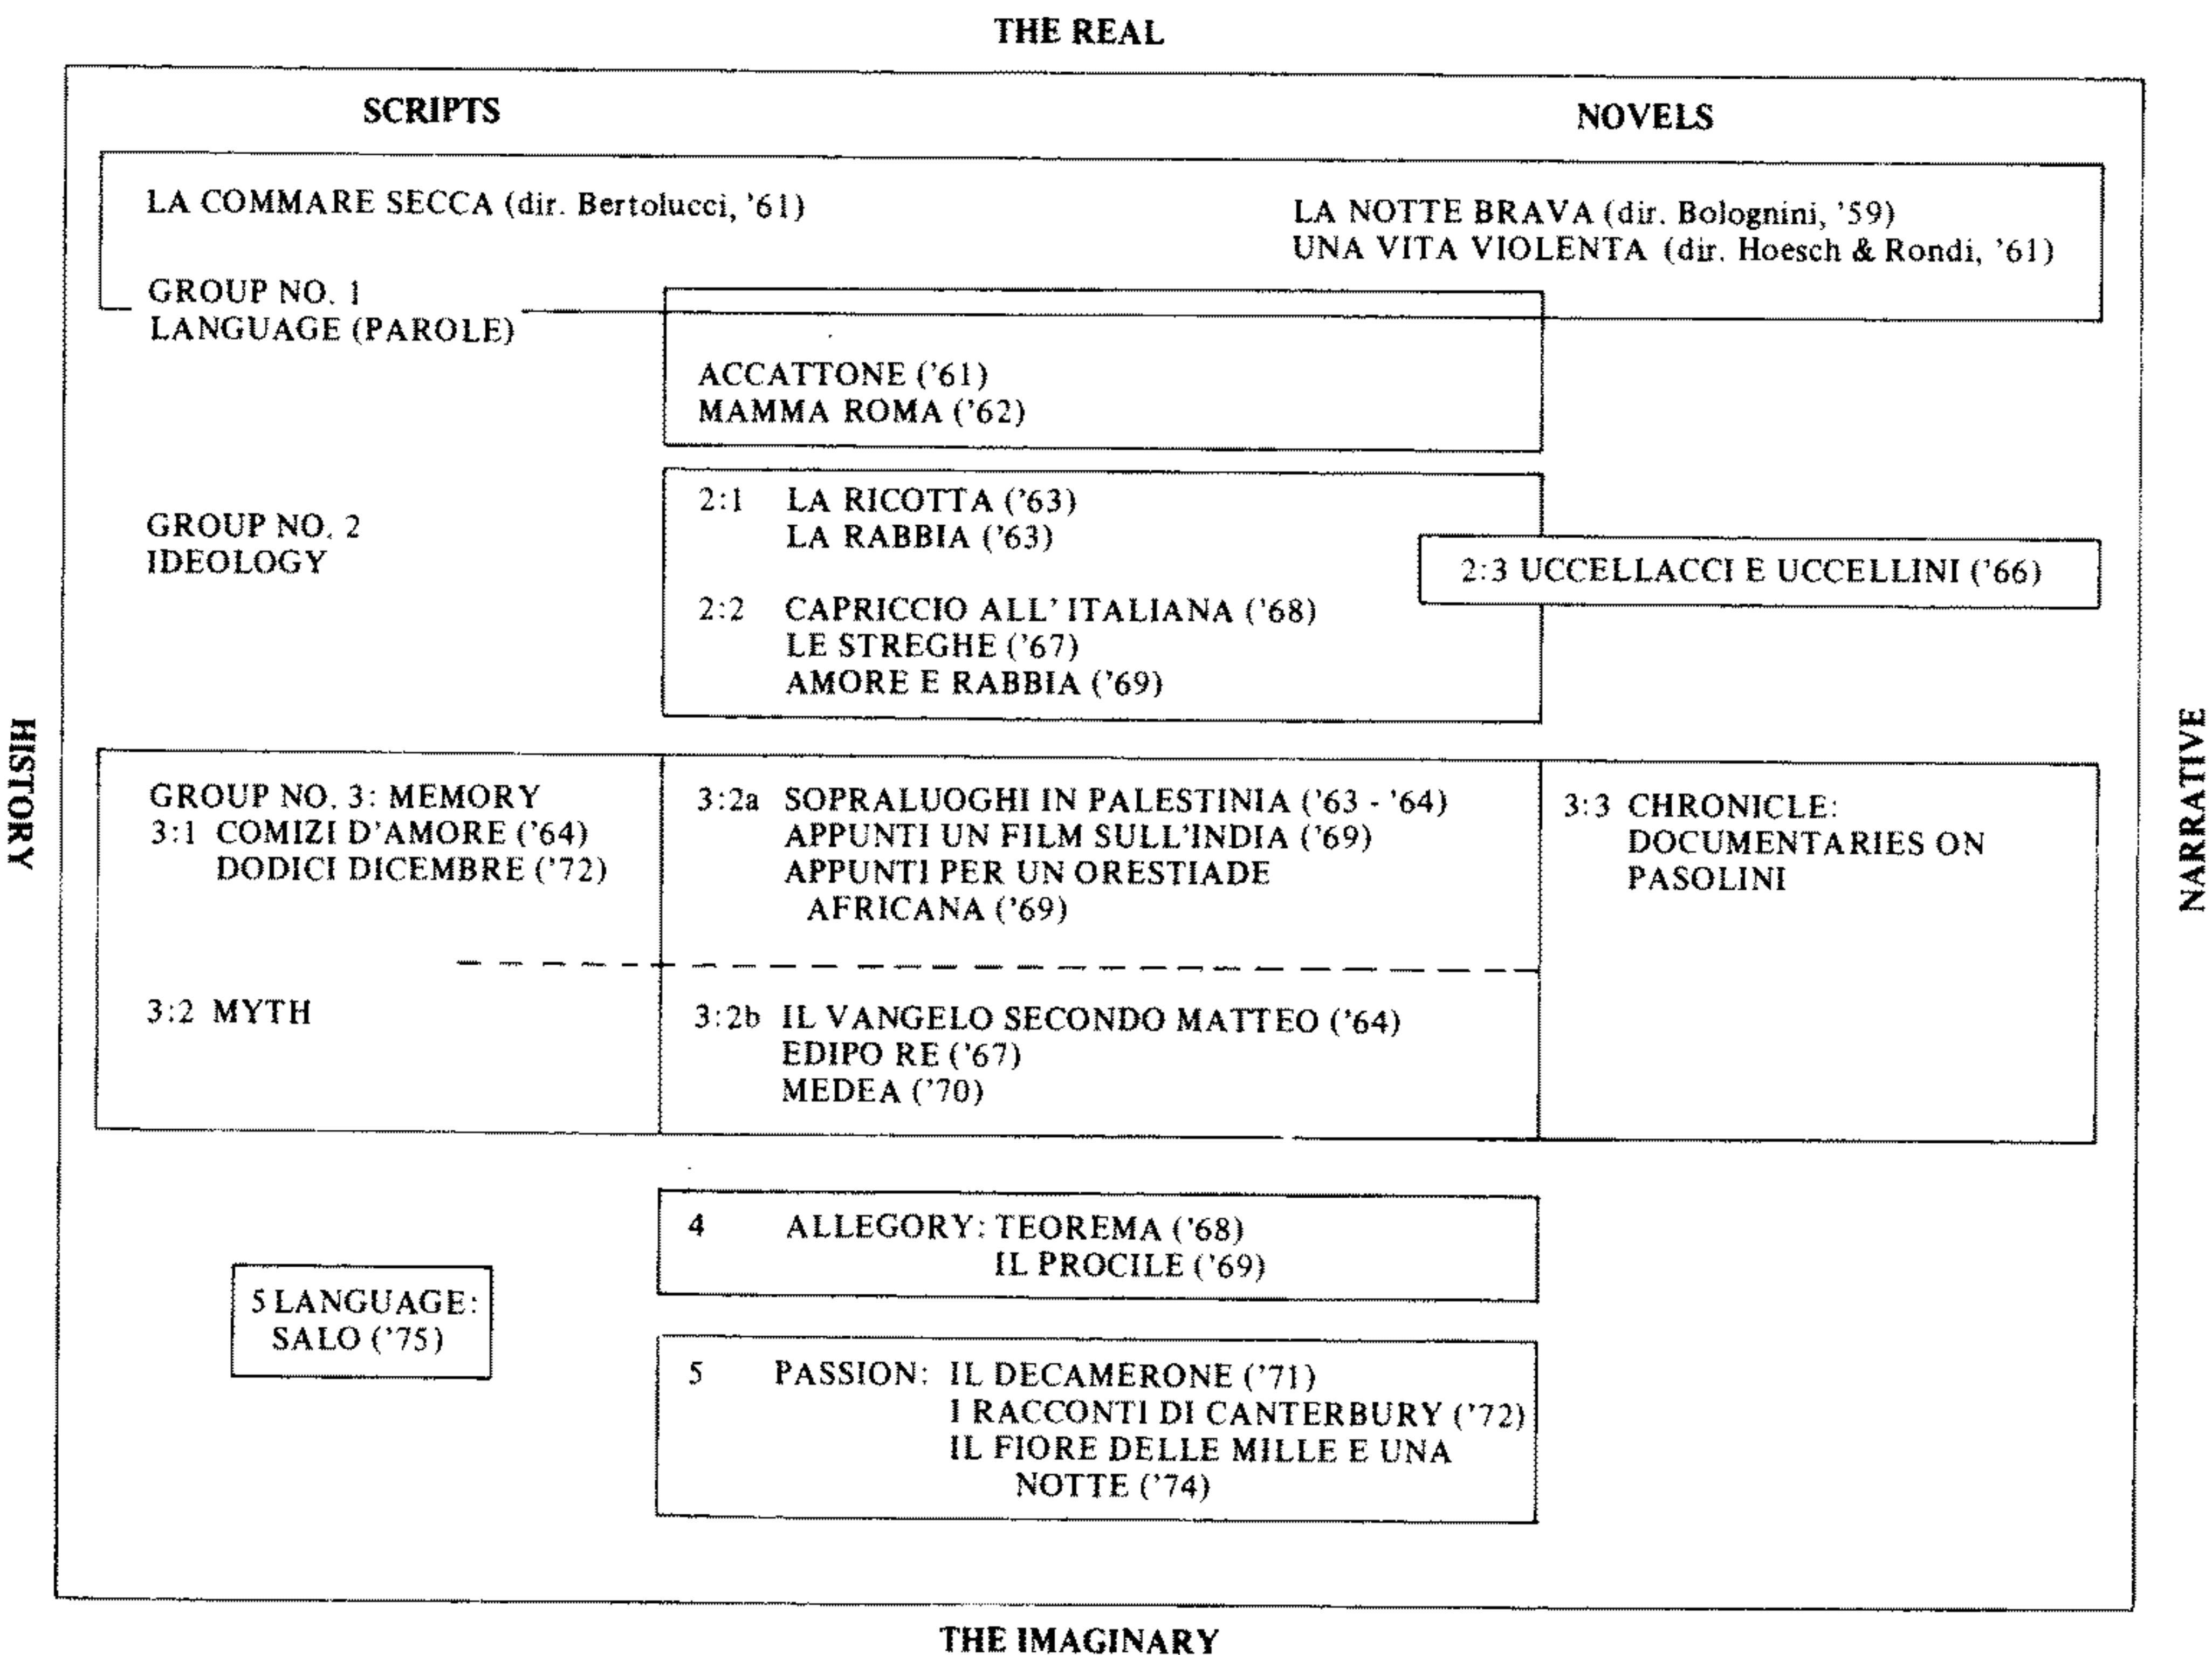 THE REAL
SCRIPTS
NOVELS
LA COMMARE SECCA (dir. Bertolucci, '61)
LA NOTTE BRAVA (dir. Bolognini, '59)
UNA VITA VIOLENTA (dir. Hoesch & Rondi, '61)
GROUP NO. 1
LANGUAGE (PAROLE)
ACCATTONE ('61)
MAMMA ROMA ('62)
GROUP NO. 2
IDEOLOGY
2:1 LA RICOTTA ('63)
LA RABBIA ('63)
2:2 CAPRICCIO ALL' ITALIANA ('68)
LE STREGHE ('67)
AMORE E RABBIA ('69)
2:3 UCCELLACCI E UCCELLINI ('66)
HISTORY
NARRATIVE
GROUP NO. 3: MEMORY
3:1 COMIZI D'AMORE ('64)
DODICI DICEMBRE ('72)
3:2a SOPRALUOGHI IN PALESTINIA ('63 - '64)
APPUNTI UN FILM SULL'INDIA ('69)
APPUNTI PER UN ORESTIADE
AFRICANA ('69)
3:3 CHRONICLE:
DOCUMENTARIES ON
PASOLINI
3:2 MYTH
3:2b IL VANGELO SECONDO MATTEO ('64)
EDIPO RE ('67)
MEDEA ('70)
4 ALLEGORY: TEOREMA ('68)
IL PROCILE ('69)
5 LANGUAGE:
SALO ('75)
5 PASSION: IL DECAMERONE ('71)
I RACCONTI DI CANTERBURY ('72)
IL FIORE DELLE MILLE E UNA
NOTTE ('74)
THE IMAGINARY